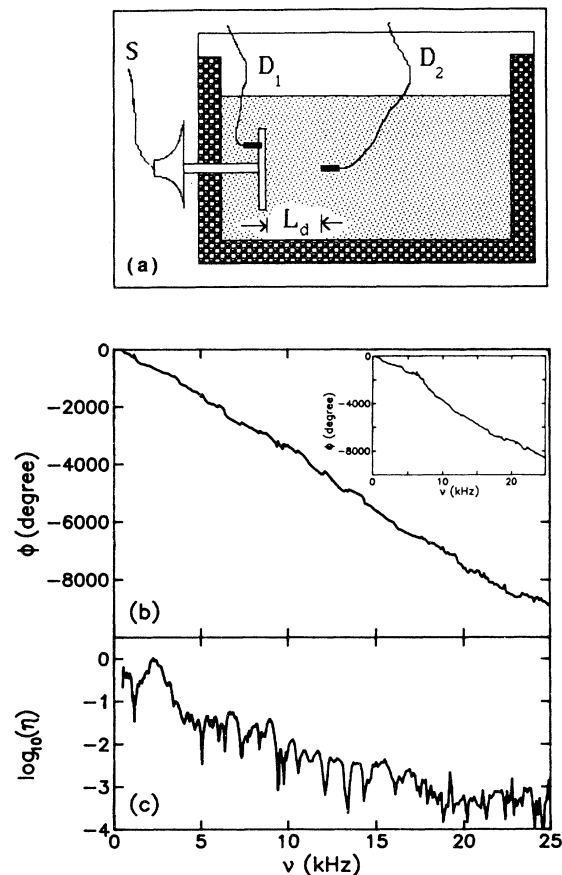 S
D₁
D₂
L_d
(a)
0
−2000
−4000
−6000
−8000
φ (degree)
(b)
0
−4000
−8000
φ (degree)
0 10 20
ν (kHz)
0
−1
−2
−3
−4
log₁₀(η)
(c)
0 5 10 15 20 25
ν (kHz)